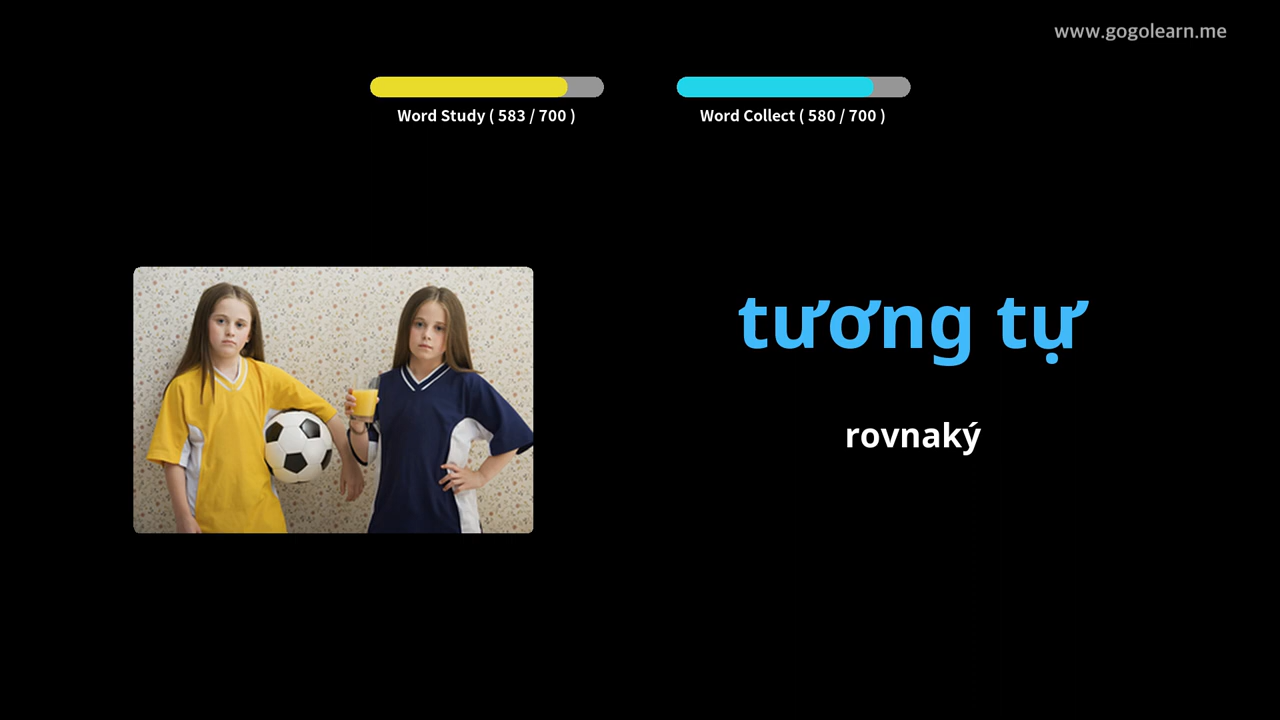 www.gogolearn.me
Word Study ( 583 / 700 )
Word Collect ( 580 / 700 )
tương tự
rovnaký